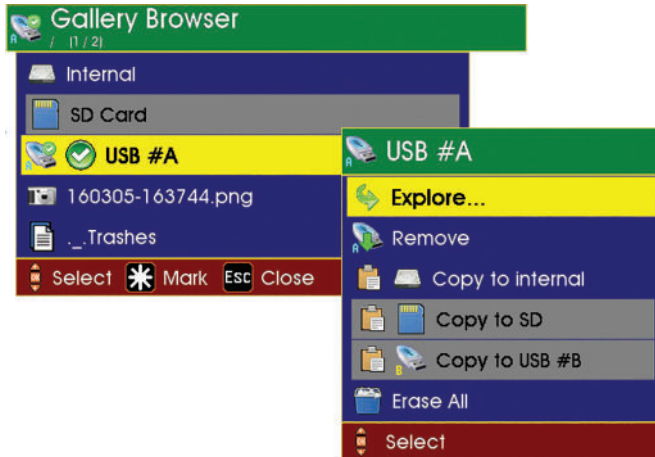 Gallery Browser
A / (1 / 2)
Internal
SD Card
A USB #A
160305-163744.png
._.Trashes
Select Mark Esc Close
A USB #A
Explore...
A Remove
Copy to internal
Copy to SD
B Copy to USB #B
Erase All
OK Select